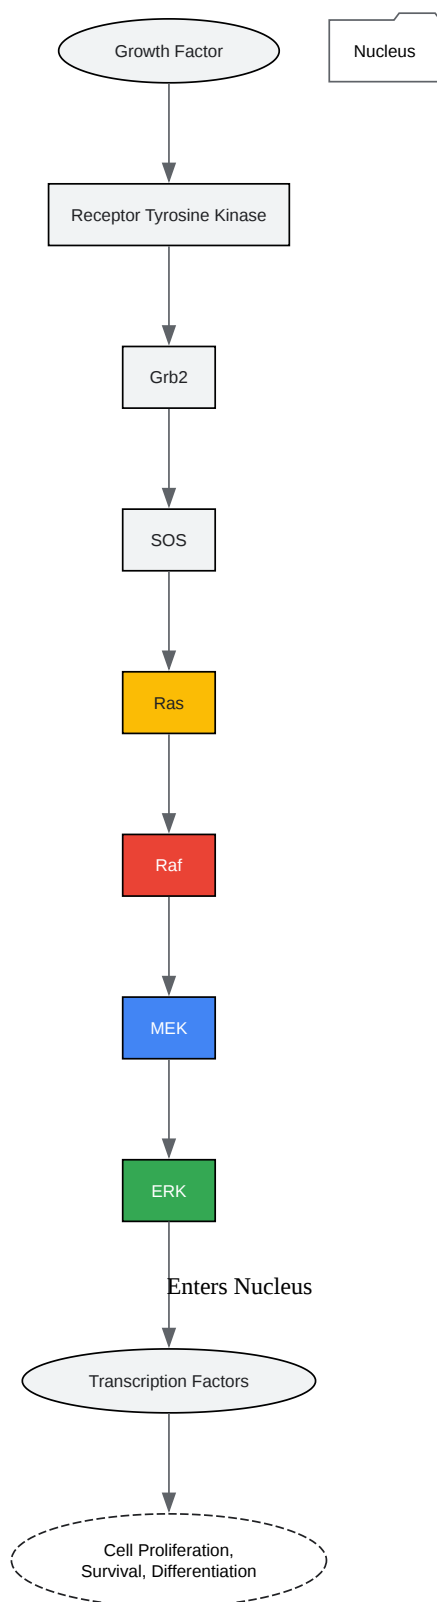 Growth Factor
Nucleus
Receptor Tyrosine Kinase
Grb2
SOS
Ras
Raf
MEK
ERK
Enters Nucleus
Transcription Factors
Cell Proliferation,
Survival, Differentiation